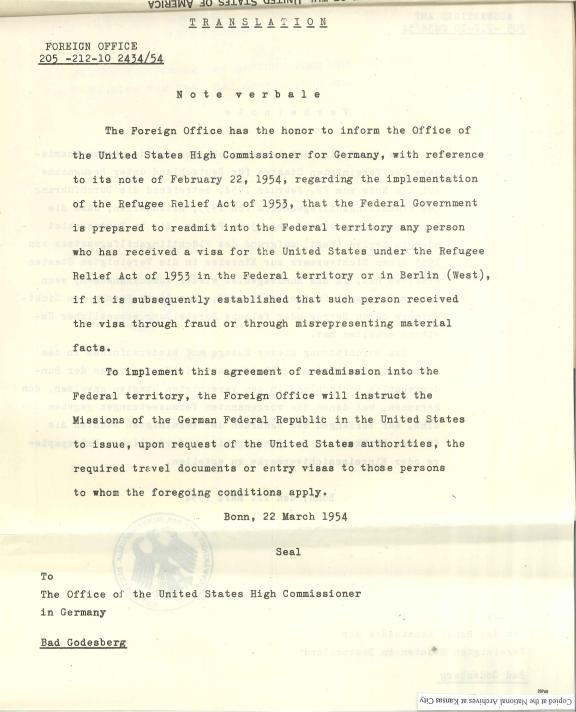 UNITED STATES OF AMERICA
TRANSLATION
FOREIGN OFFICE
205 -212-10 2434/54
Note verbale
The Foreign Office has the honor to inform the Office of
the United States High Commissioner for Germany, with reference
to its note of February 22, 1954, regarding the implementation
of the Refugee Relief Act of 1953, that the Federal Government
is prepared to readmit into the Federal territory any person
who has received a visa for the United States under the Refugee
Relief Act of 1953 in the Federal territory or in Berlin (West),
if it is subsequently established that such person received
the visa through fraud or through misrepresenting material
facts.
To implement this agreement of readmission into the
Federal territory, the Foreign Office will instruct the
Missions of the German Federal Republic in the United States
to issue, upon request of the United States authorities, the
required travel documents or entry visas to those persons
to whom the foregoing conditions apply.
Bonn, 22 March 1954
Seal
To
The Office of the United States High Commissioner
in Germany
Bad Godesberg
Copied at the National Archives at Kansas City